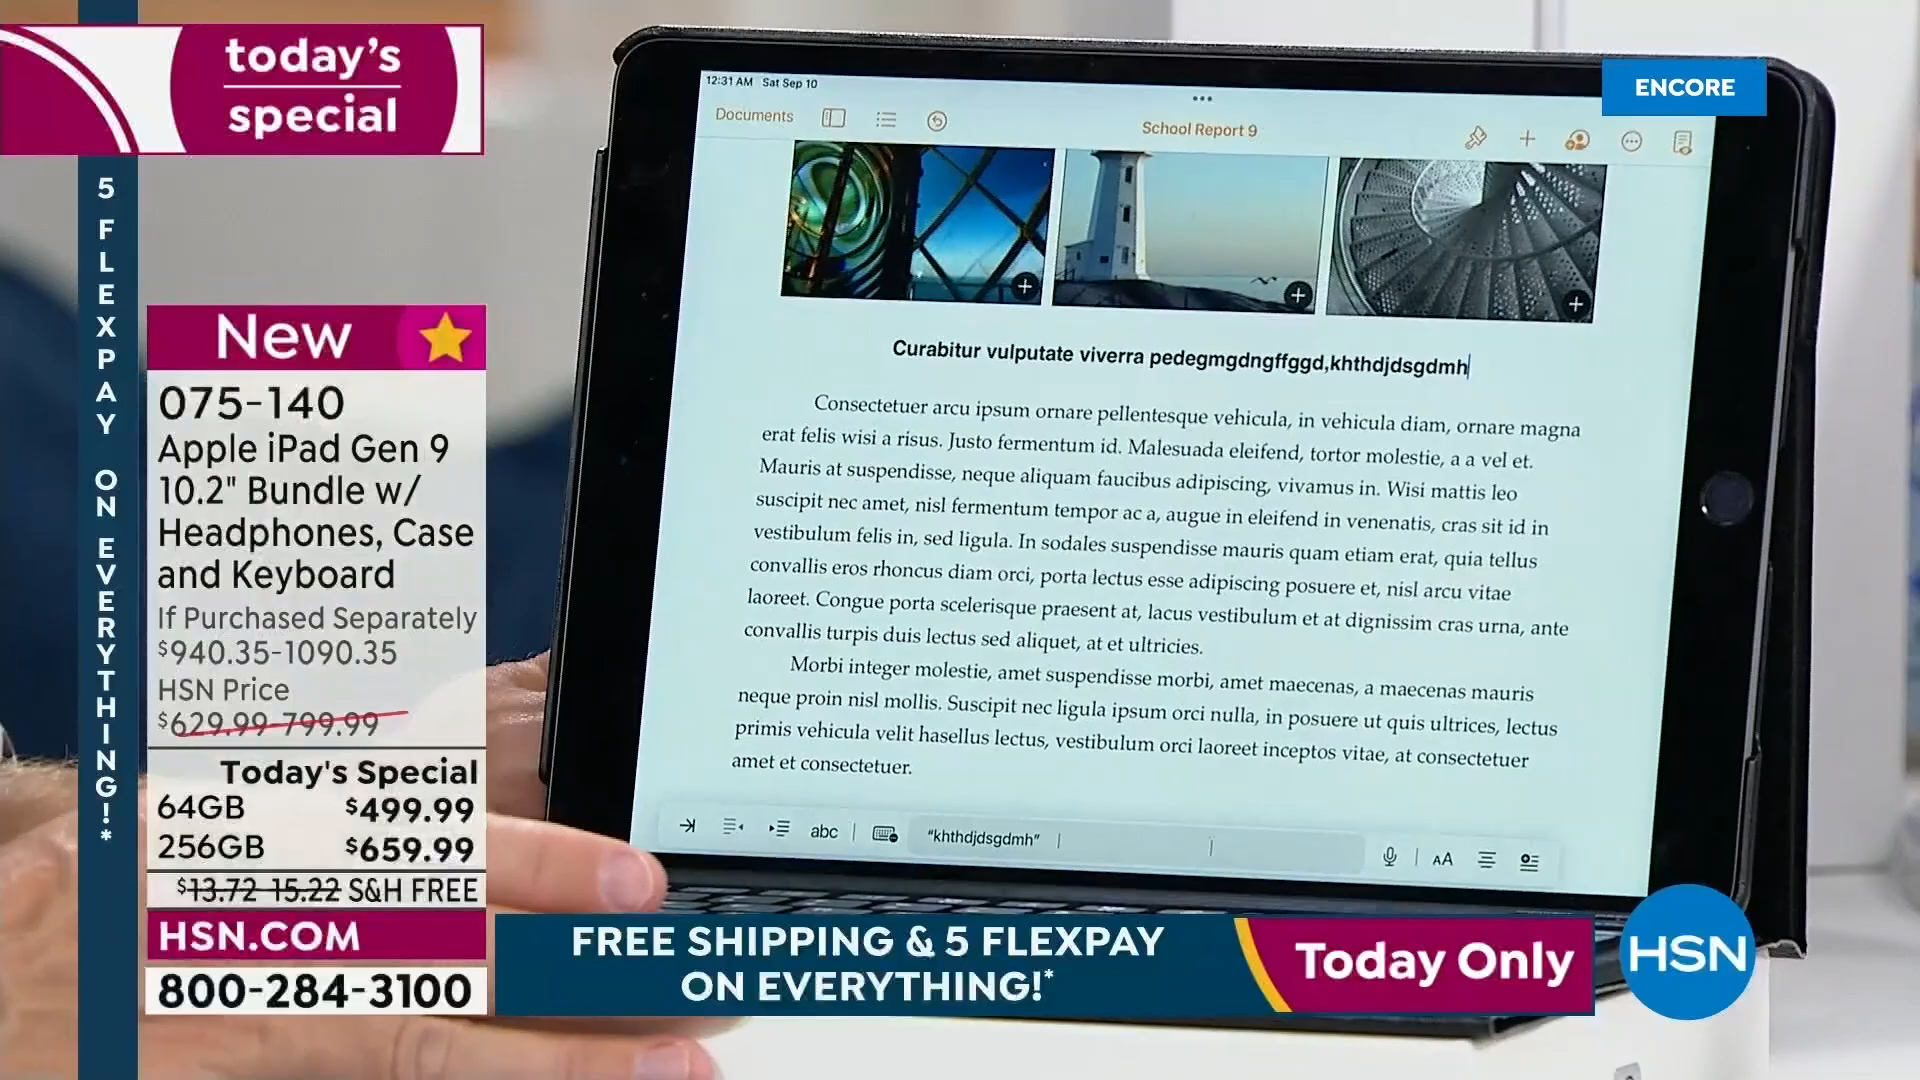 today's
special
ENCORE
5 FLEXPAY ON EVERYTHING!*
New
075-140
Apple iPad Gen 9
10.2" Bundle w/
Headphones, Case
and Keyboard
If Purchased Separately
$940.35-1090.35
HSN Price
$629.99-799.99
Today's Special
64GB $499.99
256GB $659.99
$13.72-15.22 S&H FREE
HSN.COM
800-284-3100
12:31 AM Sat Sep 10
Documents
School Report 9
Curabitur vulputate viverra pedegmgdngffggd,khthdjdsgdmh
Consectetuer arcu ipsum ornare pellentesque vehicula, in vehicula diam, ornare magna
erat felis wisi a risus. Justo fermentum id. Malesuada eleifend, tortor molestie, a a vel et.
Mauris at suspendisse, neque aliquam faucibus adipiscing, vivamus in. Wisi mattis leo
suscipit nec amet, nisl fermentum tempor ac a, augue in eleifend in venenatis, cras sit id in
vestibulum felis in, sed ligula. In sodales suspendisse mauris quam etiam erat, quia tellus
convallis eros rhoncus diam orci, porta lectus esse adipiscing posuere et, nisl arcu vitae
laoreet. Congue porta scelerisque praesent at, lacus vestibulum et at dignissim cras urna, ante
convallis turpis duis lectus sed aliquet, at et ultricies.
Morbi integer molestie, amet suspendisse morbi, amet maecenas, a maecenas mauris
neque proin nisl mollis. Suscipit nec ligula ipsum orci nulla, in posuere ut quis ultrices, lectus
primis vehicula velit hasellus lectus, vestibulum orci laoreet inceptos vitae, at consectetuer
amet et consectetuer.
abc
"khthdjdsgdmh"
AA
FREE SHIPPING & 5 FLEXPAY
ON EVERYTHING!*
Today Only
HSN